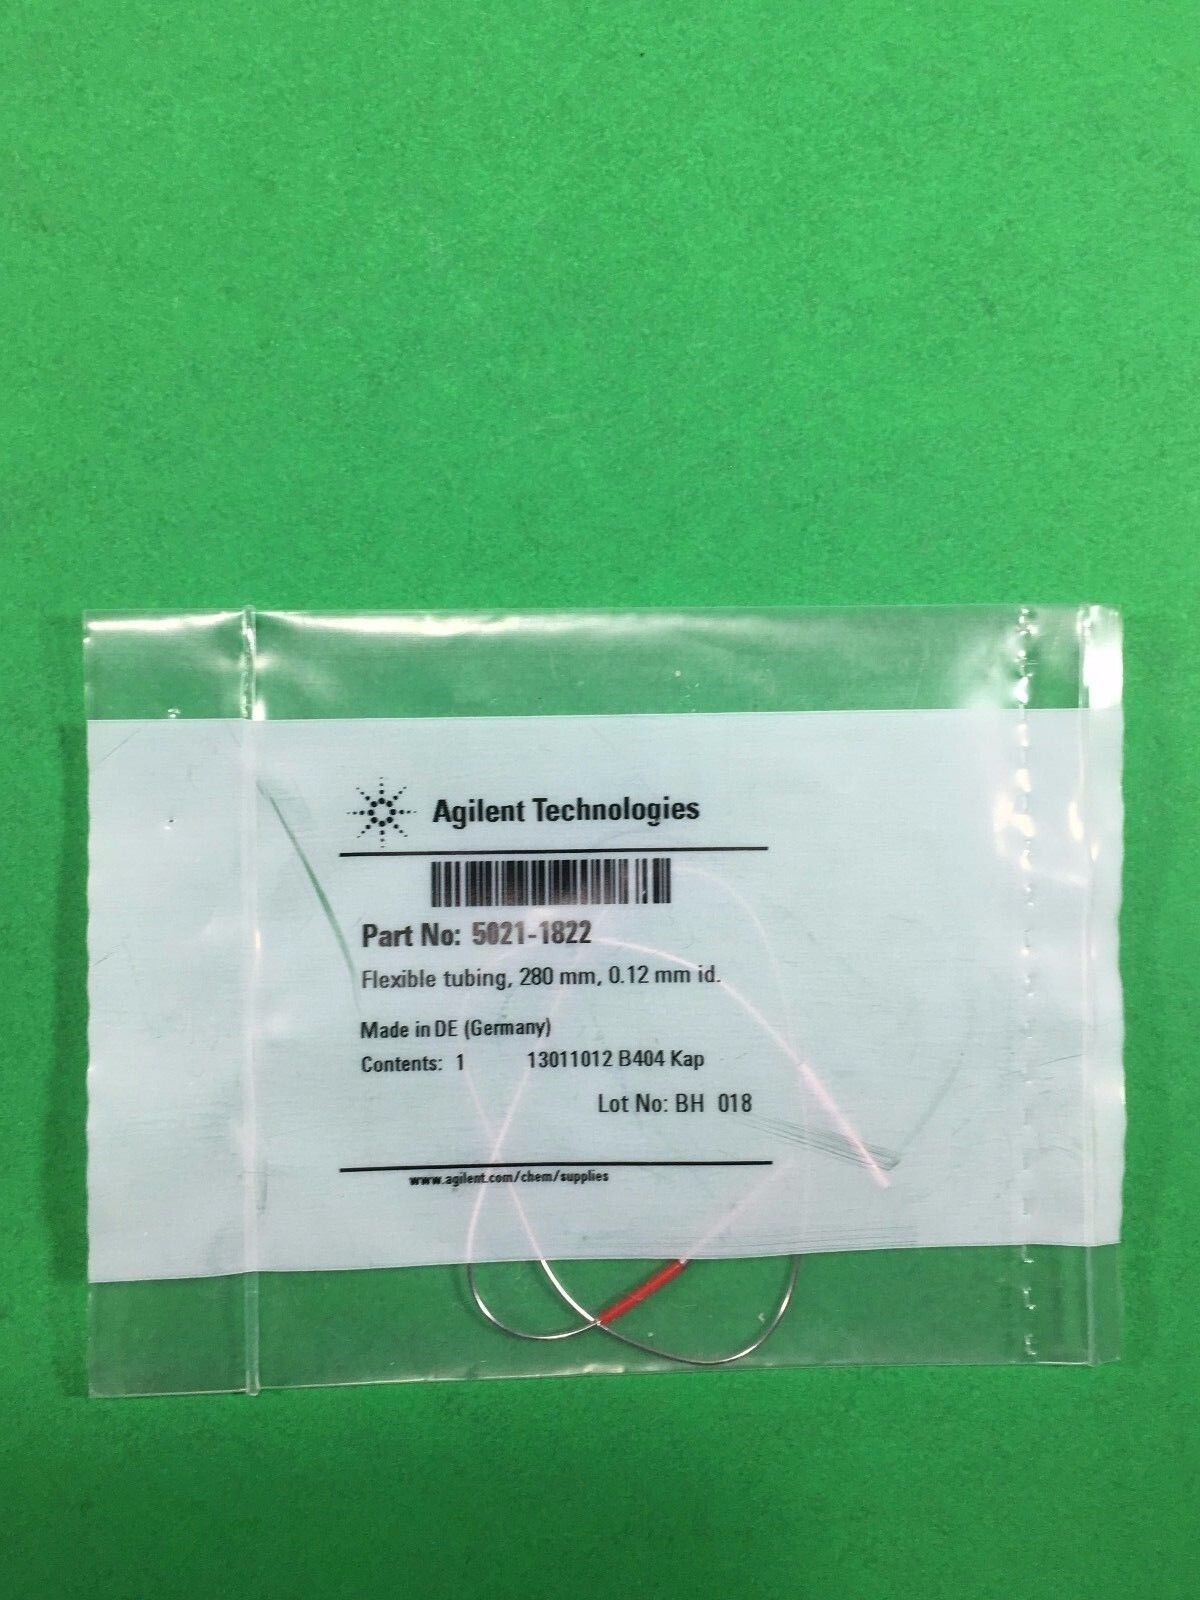 Agilent Technologies
Part No: 5021-1822
Flexible tubing, 280 mm, 0.12 mm id.
Made in DE (Germany)
Contents: 1 13011012 B404 Kap
Lot No: BH 018
www.agilent.com/chem/supplies